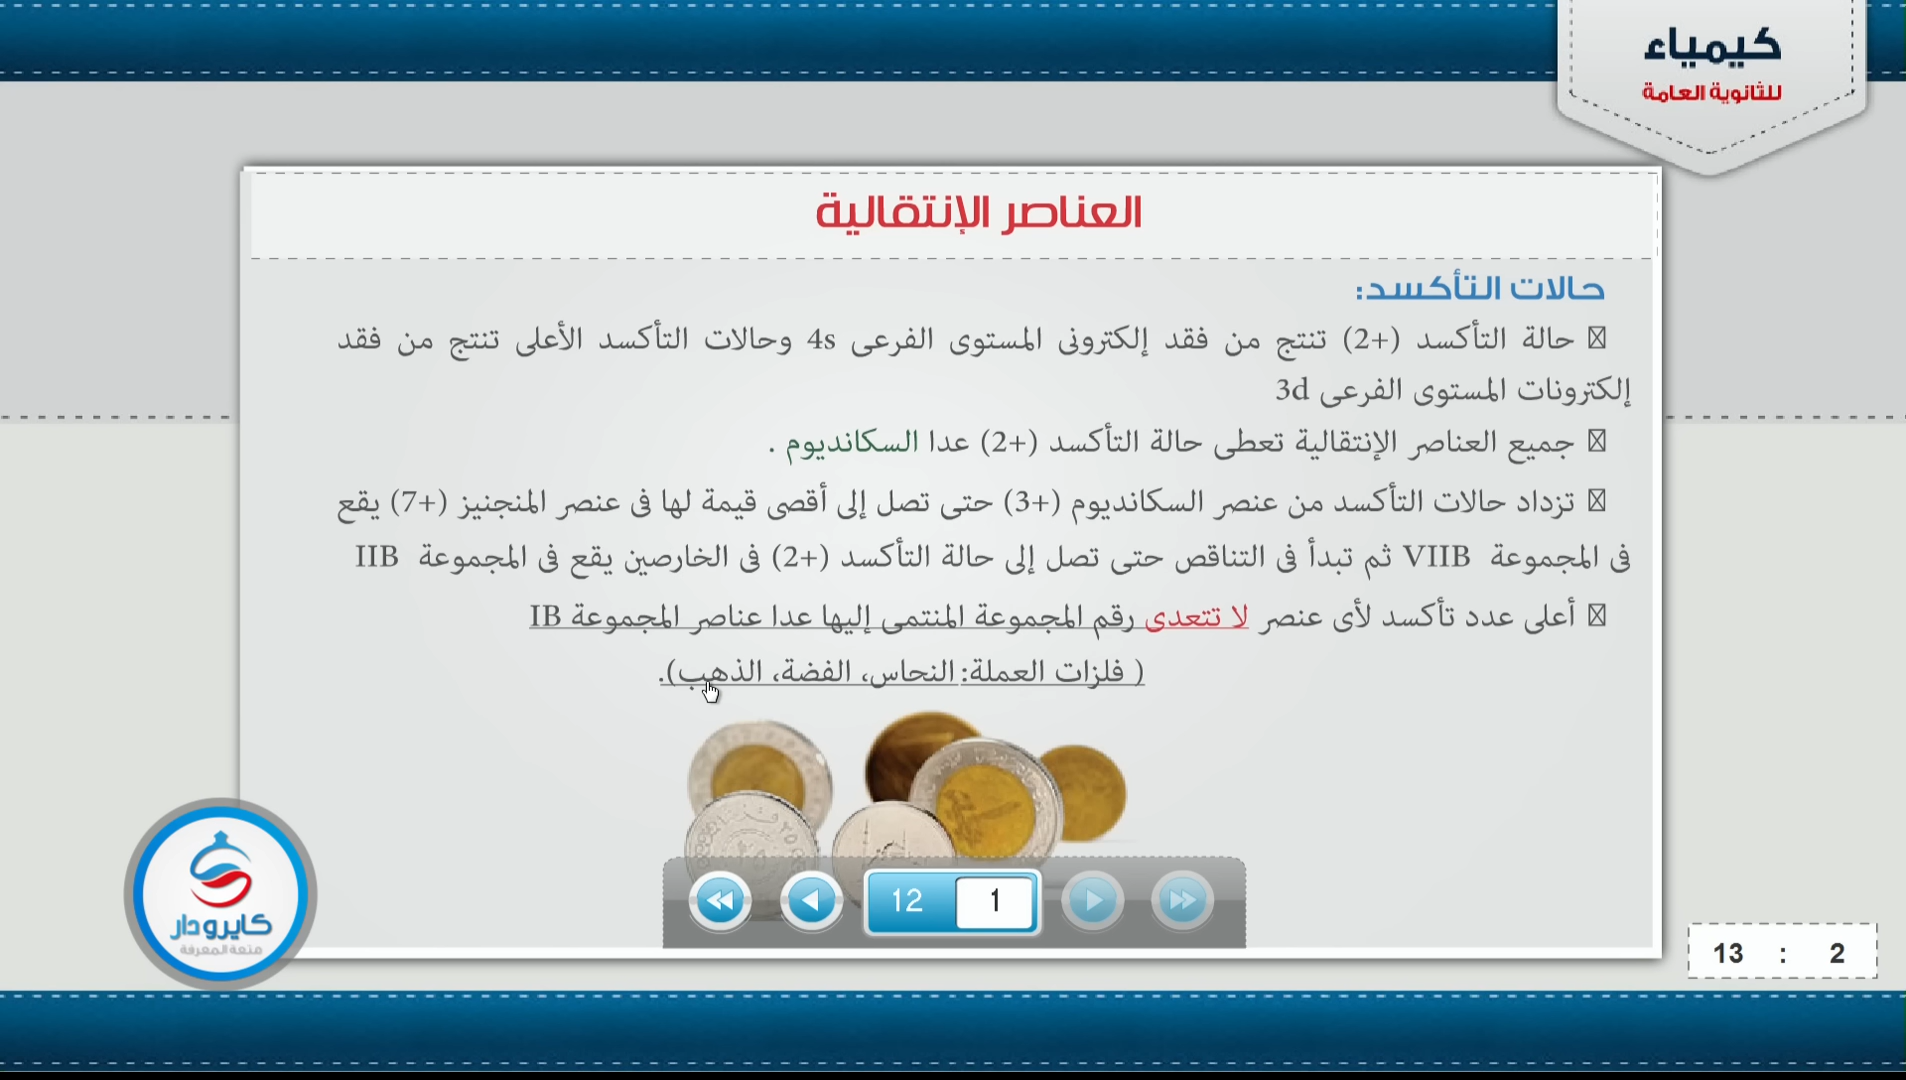 كيمياء
للثانوية العامة
العناصر الإنتقالية
حالات التأكسد:
حالة التأكسد (+2) تنتج من فقد إلكترونى المستوى الفرعى 4s وحالات التأكسد الأعلى تنتج من فقد
إلكترونات المستوى الفرعى 3d
جميع العناصر الإنتقالية تعطى حالة التأكسد (+2) عدا السكانديوم .
تزداد حالات التأكسد من عنصر السكانديوم (+3) حتى تصل إلى أقصى قيمة لها فى عنصر المنجنيز (+7) يقع
فى المجموعة VIIB ثم تبدأ فى التناقص حتى تصل إلى حالة التأكسد (+2) فى الخارصين يقع فى المجموعة IIB
أعلى عدد تأكسد لأى عنصر لا تتعدى رقم المجموعة المنتمى إليها عدا عناصر المجموعة IB
( فلزات العملة: النحاس، الفضة، الذهب).
12 1
كايرودار
متعة المعرفة
13 : 2